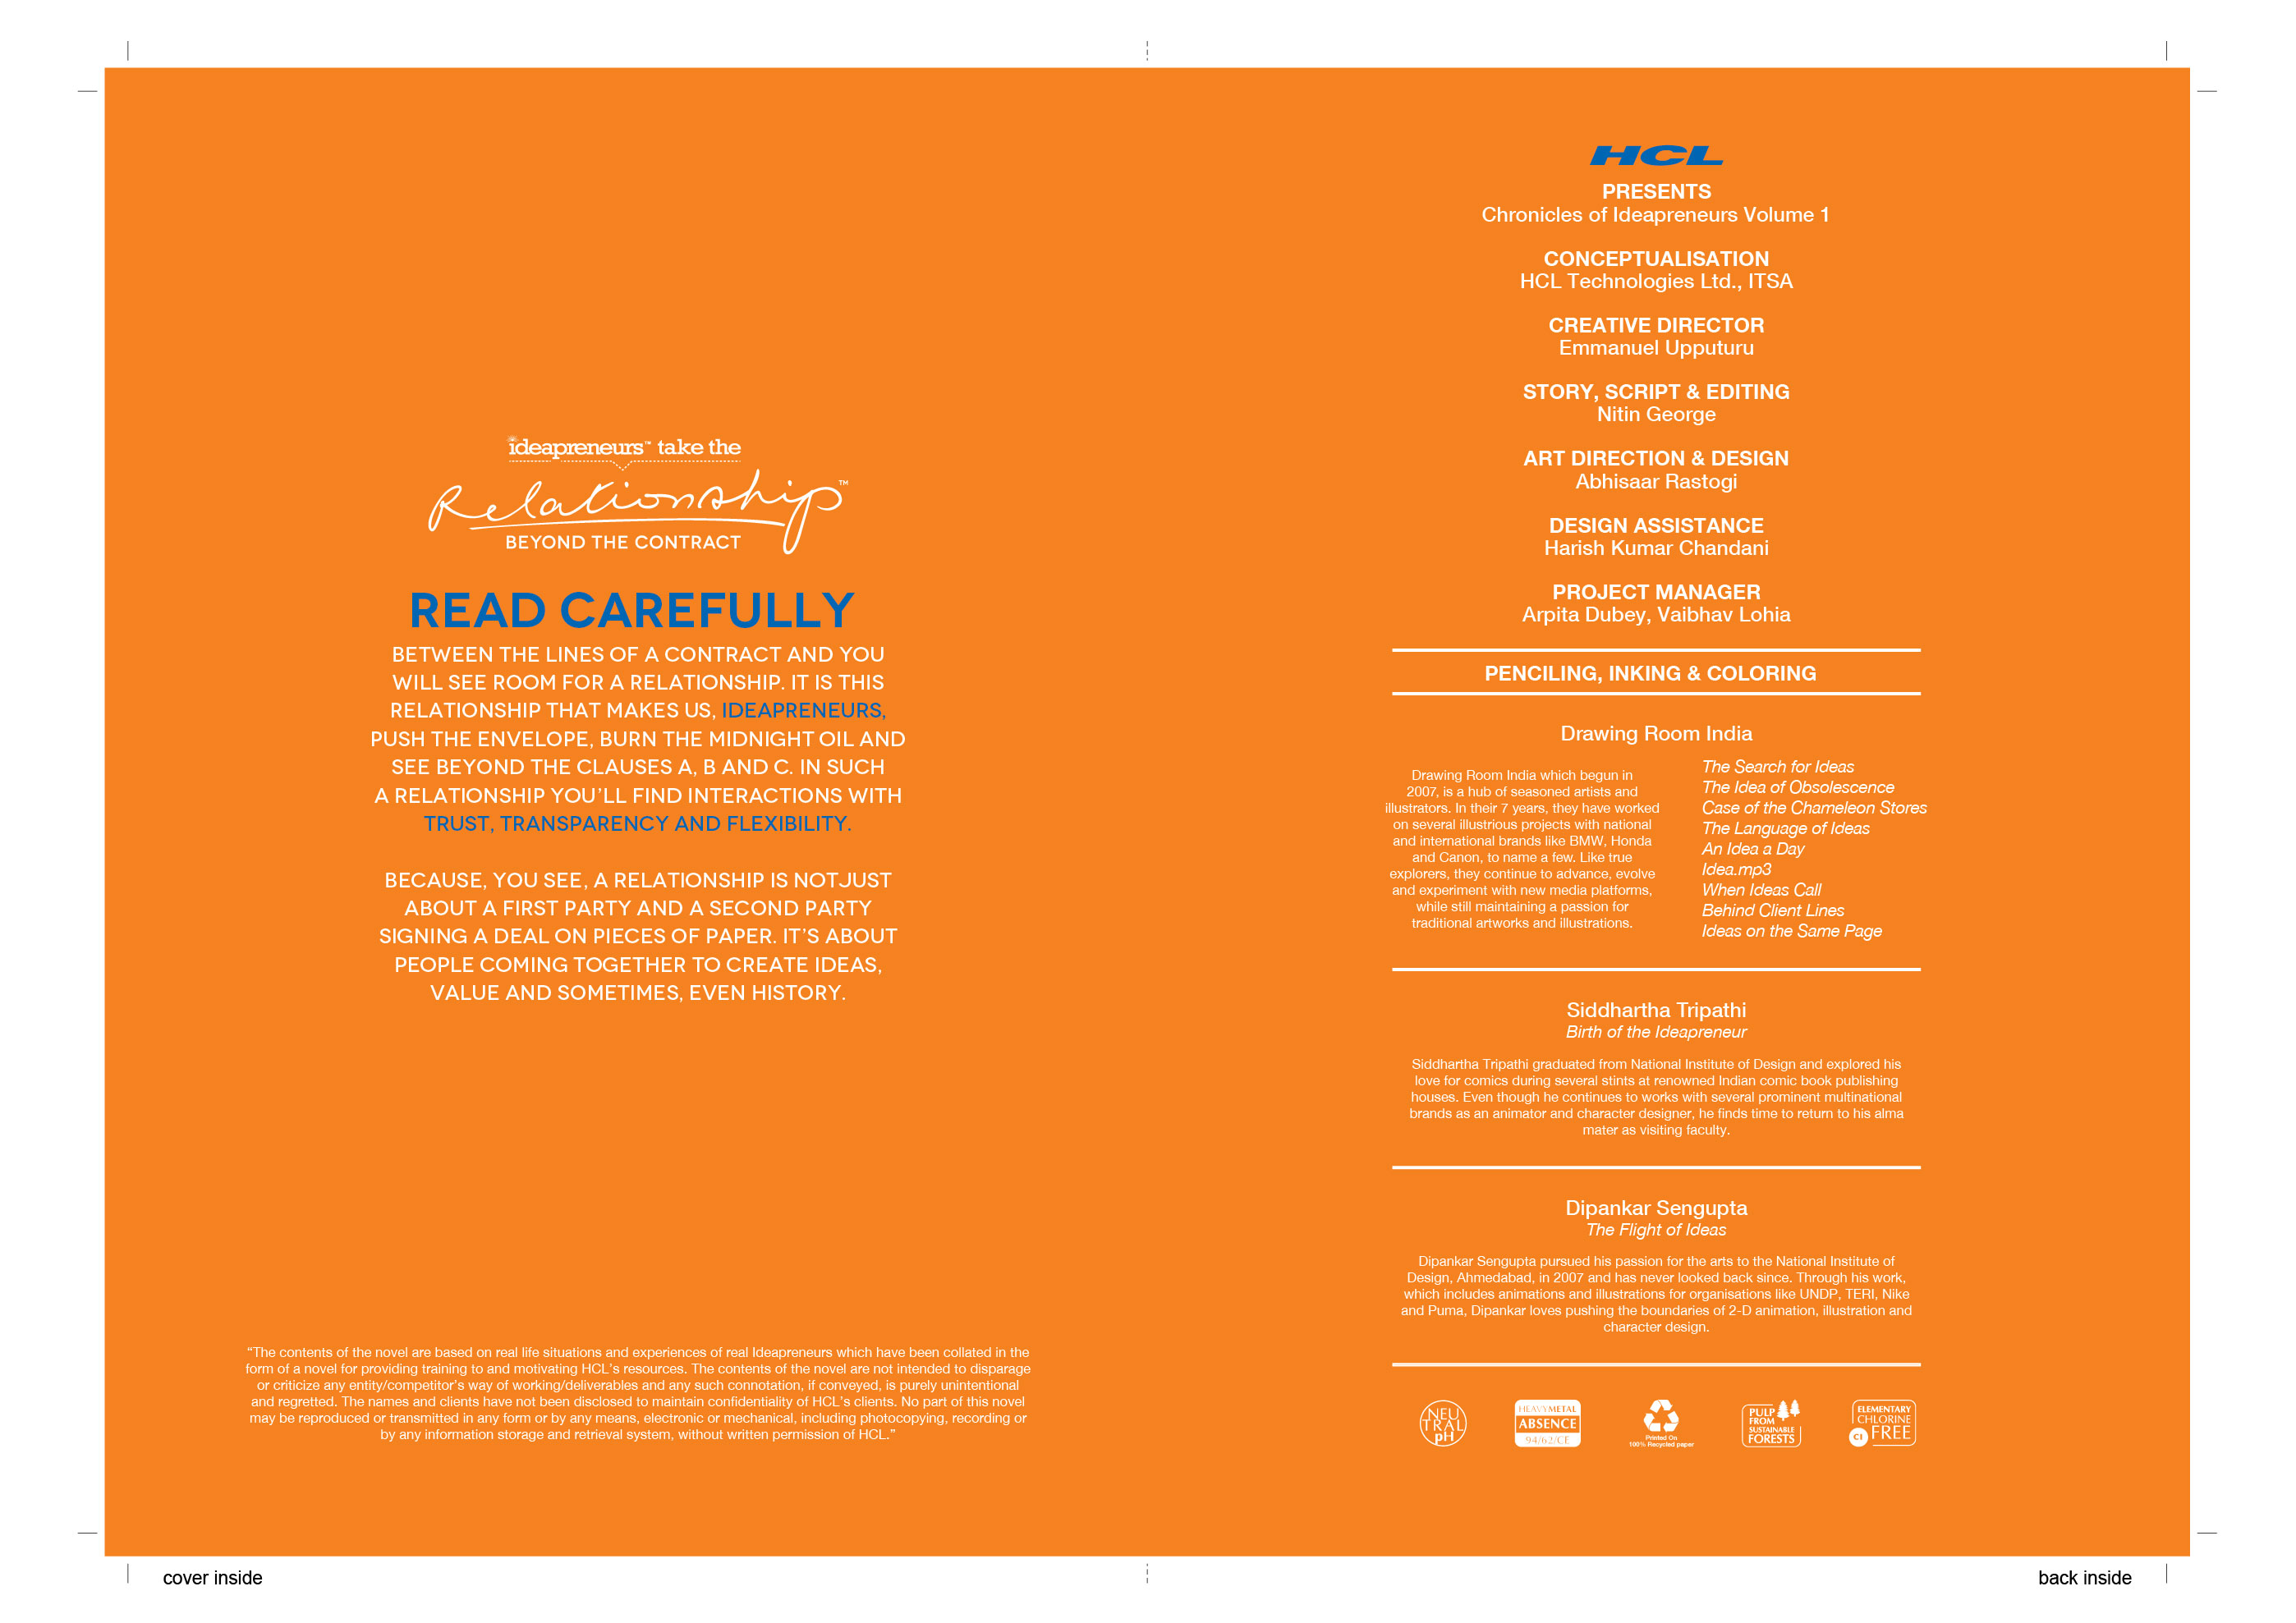 ideapreneurs™ take the
Relationship™
BEYOND THE CONTRACT
READ CAREFULLY
BETWEEN THE LINES OF A CONTRACT AND YOU
WILL SEE ROOM FOR A RELATIONSHIP. IT IS THIS
RELATIONSHIP THAT MAKES US, IDEAPRENEURS,
PUSH THE ENVELOPE, BURN THE MIDNIGHT OIL AND
SEE BEYOND THE CLAUSES A, B AND C. IN SUCH
A RELATIONSHIP YOU'LL FIND INTERACTIONS WITH
TRUST, TRANSPARENCY AND FLEXIBILITY.
BECAUSE, YOU SEE, A RELATIONSHIP IS NOTJUST
ABOUT A FIRST PARTY AND A SECOND PARTY
SIGNING A DEAL ON PIECES OF PAPER. IT'S ABOUT
PEOPLE COMING TOGETHER TO CREATE IDEAS,
VALUE AND SOMETIMES, EVEN HISTORY.
“The contents of the novel are based on real life situations and experiences of real Ideapreneurs which have been collated in the
form of a novel for providing training to and motivating HCL's resources. The contents of the novel are not intended to disparage
or criticize any entity/competitor's way of working/deliverables and any such connotation, if conveyed, is purely unintentional
and regretted. The names and clients have not been disclosed to maintain confidentiality of HCL's clients. No part of this novel
may be reproduced or transmitted in any form or by any means, electronic or mechanical, including photocopying, recording or
by any information storage and retrieval system, without written permission of HCL.”
cover inside
HCL
PRESENTS
Chronicles of Ideapreneurs Volume 1
CONCEPTUALISATION
HCL Technologies Ltd., ITSA
CREATIVE DIRECTOR
Emmanuel Upputuru
STORY, SCRIPT & EDITING
Nitin George
ART DIRECTION & DESIGN
Abhisaar Rastogi
DESIGN ASSISTANCE
Harish Kumar Chandani
PROJECT MANAGER
Arpita Dubey, Vaibhav Lohia
PENCILING, INKING & COLORING
Drawing Room India
Drawing Room India which begun in
2007, is a hub of seasoned artists and
illustrators. In their 7 years, they have worked
on several illustrious projects with national
and international brands like BMW, Honda
and Canon, to name a few. Like true
explorers, they continue to advance, evolve
and experiment with new media platforms,
while still maintaining a passion for
traditional artworks and illustrations.
The Search for Ideas
The Idea of Obsolescence
Case of the Chameleon Stores
The Language of Ideas
An Idea a Day
Idea.mp3
When Ideas Call
Behind Client Lines
Ideas on the Same Page
Siddhartha Tripathi
Birth of the Ideapreneur
Siddhartha Tripathi graduated from National Institute of Design and explored his
love for comics during several stints at renowned Indian comic book publishing
houses. Even though he continues to works with several prominent multinational
brands as an animator and character designer, he finds time to return to his alma
mater as visiting faculty.
Dipankar Sengupta
The Flight of Ideas
Dipankar Sengupta pursued his passion for the arts to the National Institute of
Design, Ahmedabad, in 2007 and has never looked back since. Through his work,
which includes animations and illustrations for organisations like UNDP, TERI, Nike
and Puma, Dipankar loves pushing the boundaries of 2-D animation, illustration and
character design.
NEU
TRAL
pH
HEAVYMETAL
ABSENCE
94/62/CE
Printed On
100% Recycled paper
PULP
FROM
SUSTAINABLE
FORESTS
ELEMENTARY
CHLORINE
Cl FREE
back inside